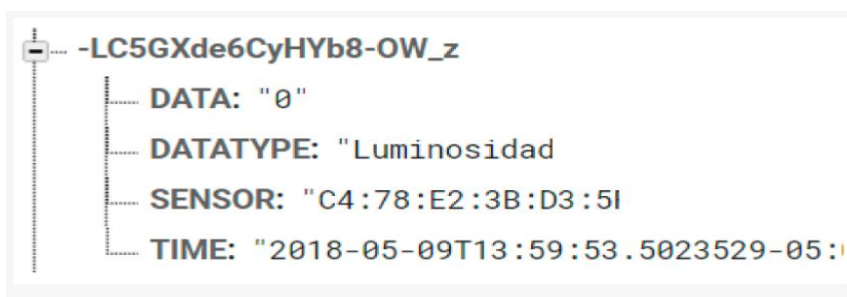 -LC5GXde6CyHYb8-OW_z
DATA: "0"
DATATYPE: "Luminosidad
SENSOR: "C4:78:E2:3B:D3:5
TIME: "2018-05-09T13:59:53.5023529-05: